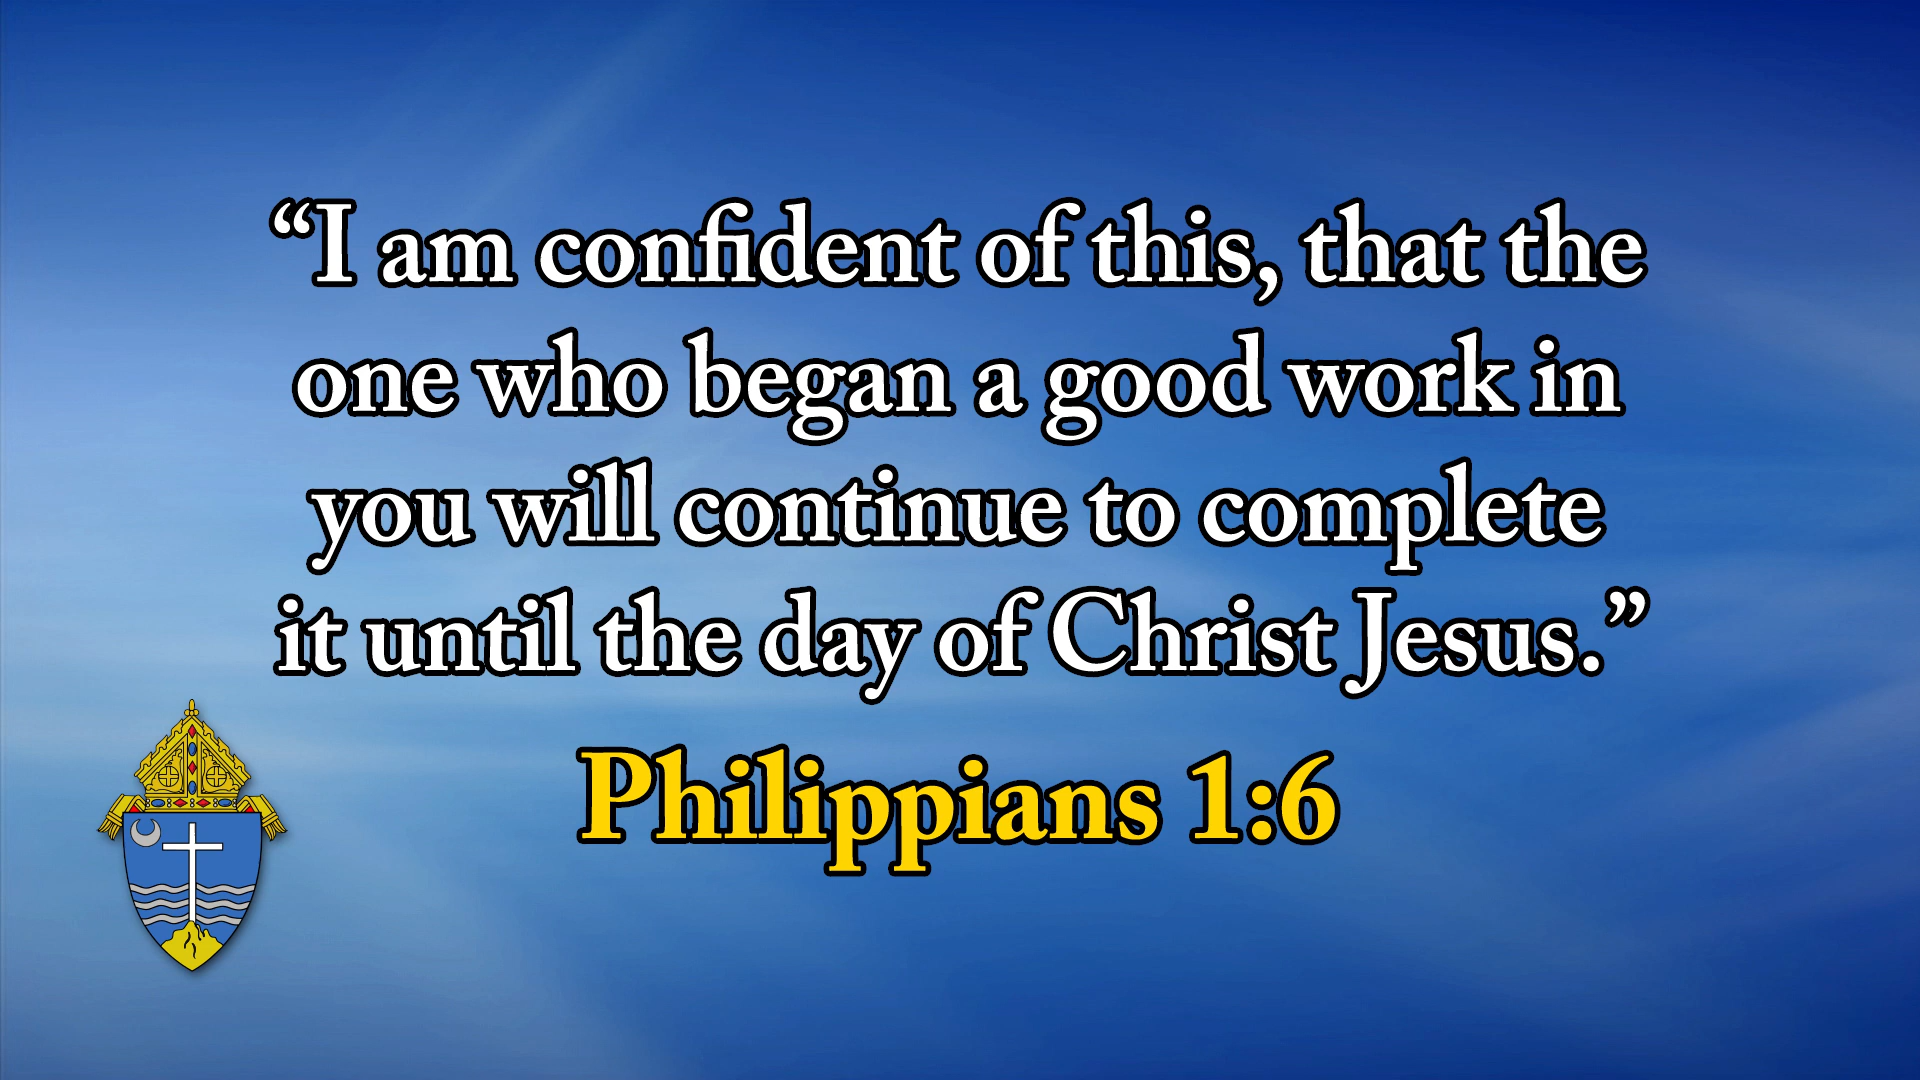 “I am confident of this, that the
one who began a good work in
you will continue to complete
it until the day of Christ Jesus.”
Philippians 1:6